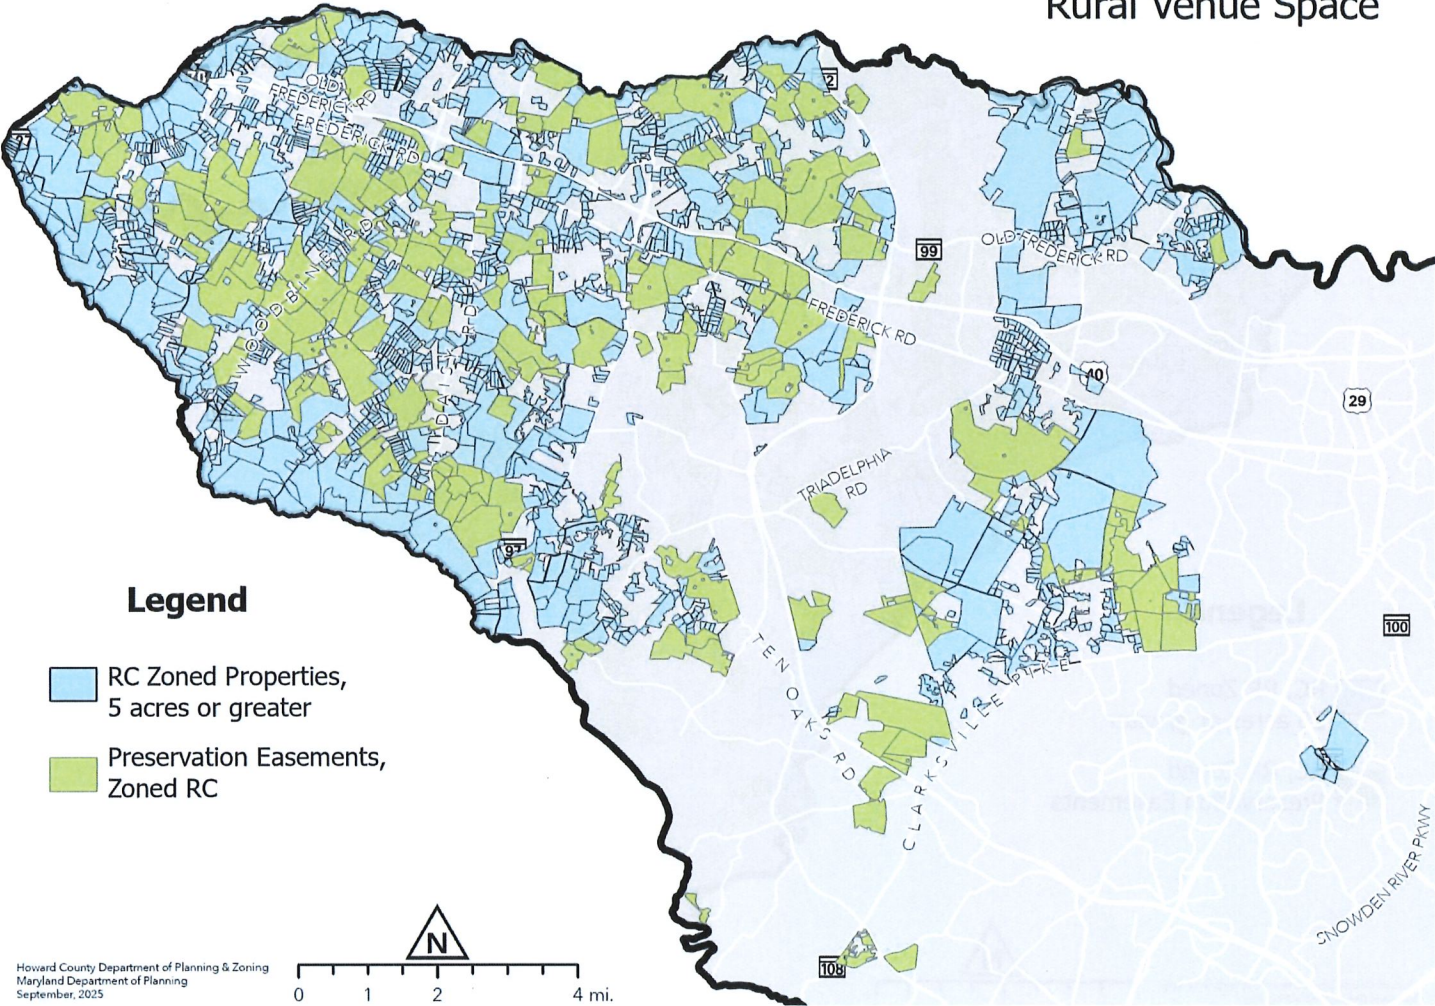 Rural Venue Space
OLD
FREDERICK RD
FREDERICK RD
99
OLD FREDERICK RD
WOODBINE RD
FREDERICK RD
40
29
TRIADELPHIA
RD
97
Legend
RC Zoned Properties,
5 acres or greater
Preservation Easements,
Zoned RC
100
TEN OAKS RD
CLARKSVILLE PIKE
SNOWDEN RIVER PKWY
N
108
Howard County Department of Planning & Zoning
Maryland Department of Planning
September, 2025
0 1 2 4 mi.